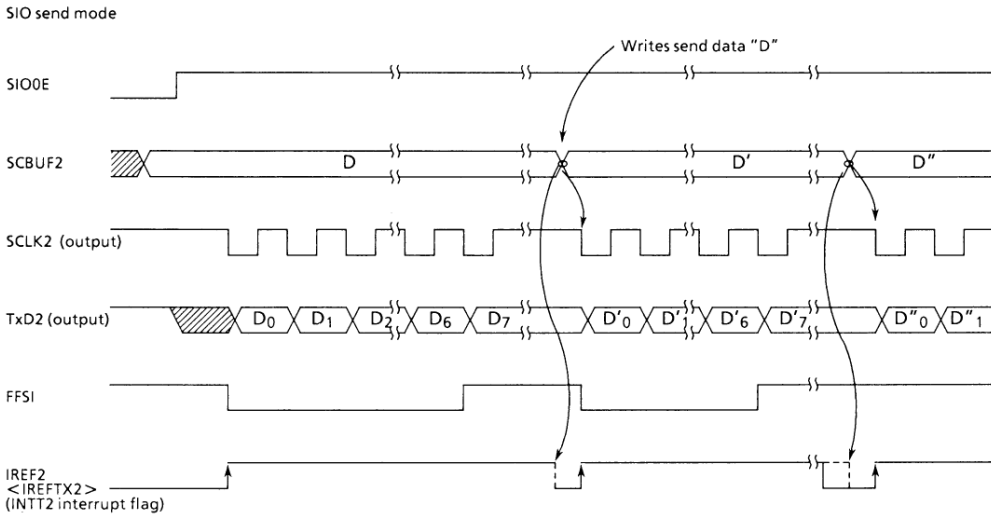 SIO send mode
Writes send data "D"
SIO0E
SCBUF2
D
D'
D"
SCLK2 (output)
TxD2 (output)
D0 D1 D2 D6 D7 D'0 D'1 D'6 D'7 D"0 D"1
FFSI
IREF2
<IREFTX2>
(INTT2 interrupt flag)